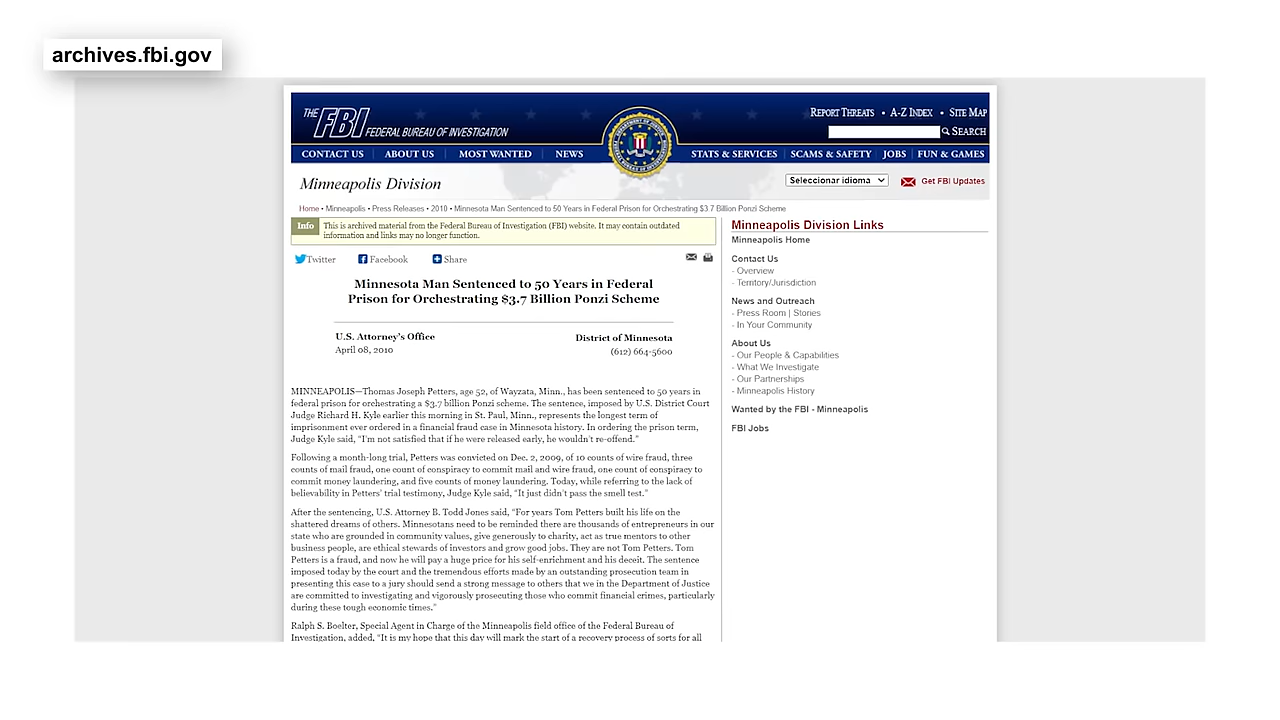 archives.fbi.gov
THE FBI FEDERAL BUREAU OF INVESTIGATION
REPORT THREATS • A-Z INDEX • SITE MAP
SEARCH
CONTACT US ABOUT US MOST WANTED NEWS STATS & SERVICES SCAMS & SAFETY JOBS FUN & GAMES
Minneapolis Division
Seleccionar idioma
Get FBI Updates
Home • Minneapolis • Press Releases • 2010 • Minnesota Man Sentenced to 50 Years in Federal Prison for Orchestrating $3.7 Billion Ponzi Scheme
Info
This is archived material from the Federal Bureau of Investigation (FBI) website. It may contain outdated
information and links may no longer function.
Twitter Facebook Share
Minnesota Man Sentenced to 50 Years in Federal
Prison for Orchestrating $3.7 Billion Ponzi Scheme
U.S. Attorney's Office
April 08, 2010
District of Minnesota
(612) 664-5600
MINNEAPOLIS—Thomas Joseph Petters, age 52, of Wayzata, Minn., has been sentenced to 50 years in
federal prison for orchestrating a $3.7 billion Ponzi scheme. The sentence, imposed by U.S. District Court
Judge Richard H. Kyle earlier this morning in St. Paul, Minn., represents the longest term of
imprisonment ever ordered in a financial fraud case in Minnesota history. In ordering the prison term,
Judge Kyle said, "I'm not satisfied that if he were released early, he wouldn't re-offend."
Following a month-long trial, Petters was convicted on Dec. 2, 2009, of 10 counts of wire fraud, three
counts of mail fraud, one count of conspiracy to commit mail and wire fraud, one count of conspiracy to
commit money laundering, and five counts of money laundering. Today, while referring to the lack of
believability in Petters' trial testimony, Judge Kyle said, "It just didn't pass the smell test."
After the sentencing, U.S. Attorney B. Todd Jones said, "For years Tom Petters built his life on the
shattered dreams of others. Minnesotans need to be reminded there are thousands of entrepreneurs in our
state who are grounded in community values, give generously to charity, act as true mentors to other
business people, are ethical stewards of investors and grow good jobs. They are not Tom Petters. Tom
Petters is a fraud, and now he will pay a huge price for his self-enrichment and his deceit. The sentence
imposed today by the court and the tremendous efforts made by an outstanding prosecution team in
presenting this case to a jury should send a strong message to others that we in the Department of Justice
are committed to investigating and vigorously prosecuting those who commit financial crimes, particularly
during these tough economic times."
Ralph S. Boelter, Special Agent in Charge of the Minneapolis field office of the Federal Bureau of
Investigation, added, "It is my hope that this day will mark the start of a recovery process of sorts for all
Minneapolis Division Links
Minneapolis Home
Contact Us
- Overview
- Territory/Jurisdiction
News and Outreach
- Press Room | Stories
- In Your Community
About Us
- Our People & Capabilities
- What We Investigate
- Our Partnerships
- Minneapolis History
Wanted by the FBI - Minneapolis
FBI Jobs